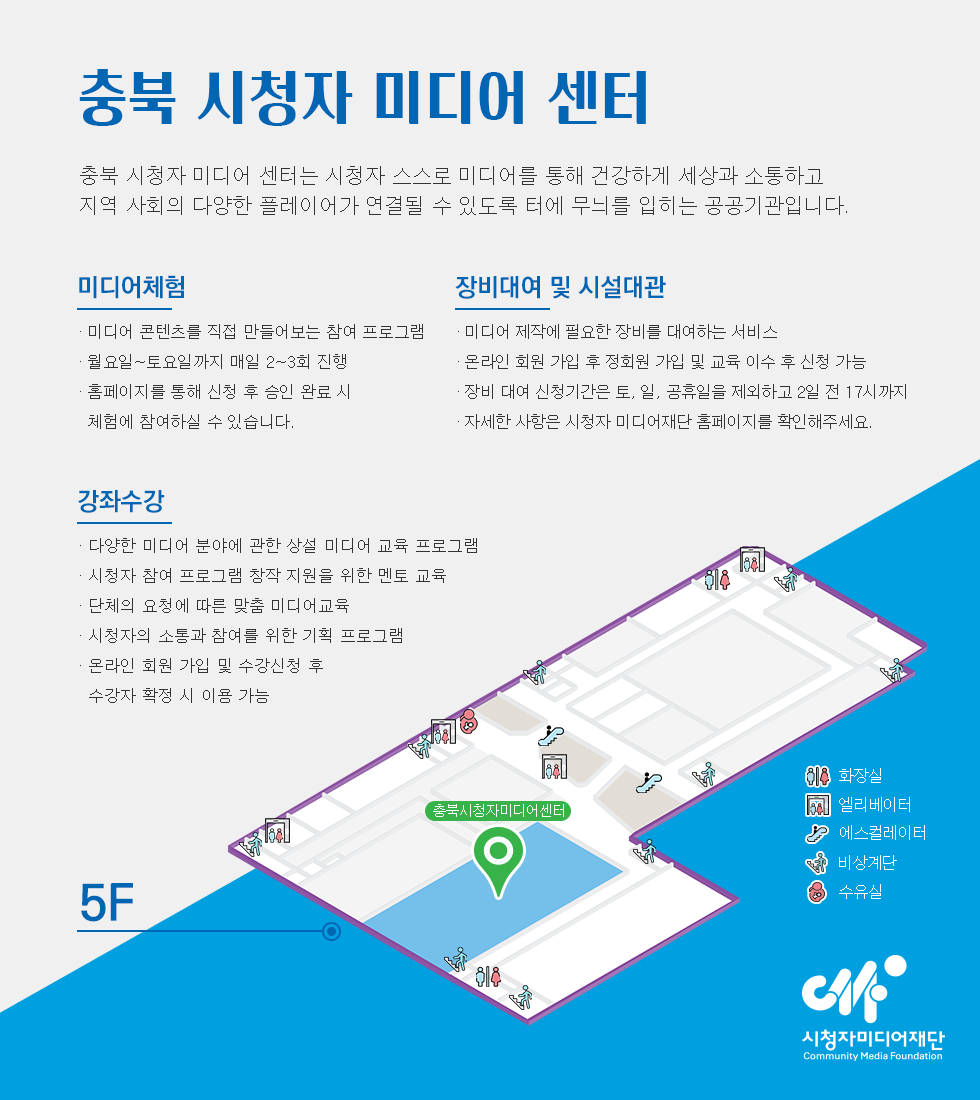 충북 시청자 미디어 센터
충북 시청자 미디어 센터는 시청자 스스로 미디어를 통해 건강하게 세상과 소통하고
지역 사회의 다양한 플레이어가 연결될 수 있도록 터에 무늬를 입히는 공공기관입니다.
미디어체험
· 미디어 콘텐츠를 직접 만들어보는 참여 프로그램
· 월요일~토요일까지 매일 2~3회 진행
· 홈페이지를 통해 신청 후 승인 완료 시
체험에 참여하실 수 있습니다.
장비대여 및 시설대관
· 미디어 제작에 필요한 장비를 대여하는 서비스
· 온라인 회원 가입 후 정회원 가입 및 교육 이수 후 신청 가능
· 장비 대여 신청기간은 토, 일, 공휴일을 제외하고 2일 전 17시까지
· 자세한 사항은 시청자 미디어재단 홈페이지를 확인해주세요.
강좌수강
· 다양한 미디어 분야에 관한 상설 미디어 교육 프로그램
· 시청자 참여 프로그램 창작 지원을 위한 멘토 교육
· 단체의 요청에 따른 맞춤 미디어교육
· 시청자의 소통과 참여를 위한 기획 프로그램
· 온라인 회원 가입 및 수강신청 후
수강자 확정 시 이용 가능
충북시청자미디어센터
5F
화장실
엘리베이터
에스컬레이터
비상계단
수유실
시청자미디어재단
Community Media Foundation